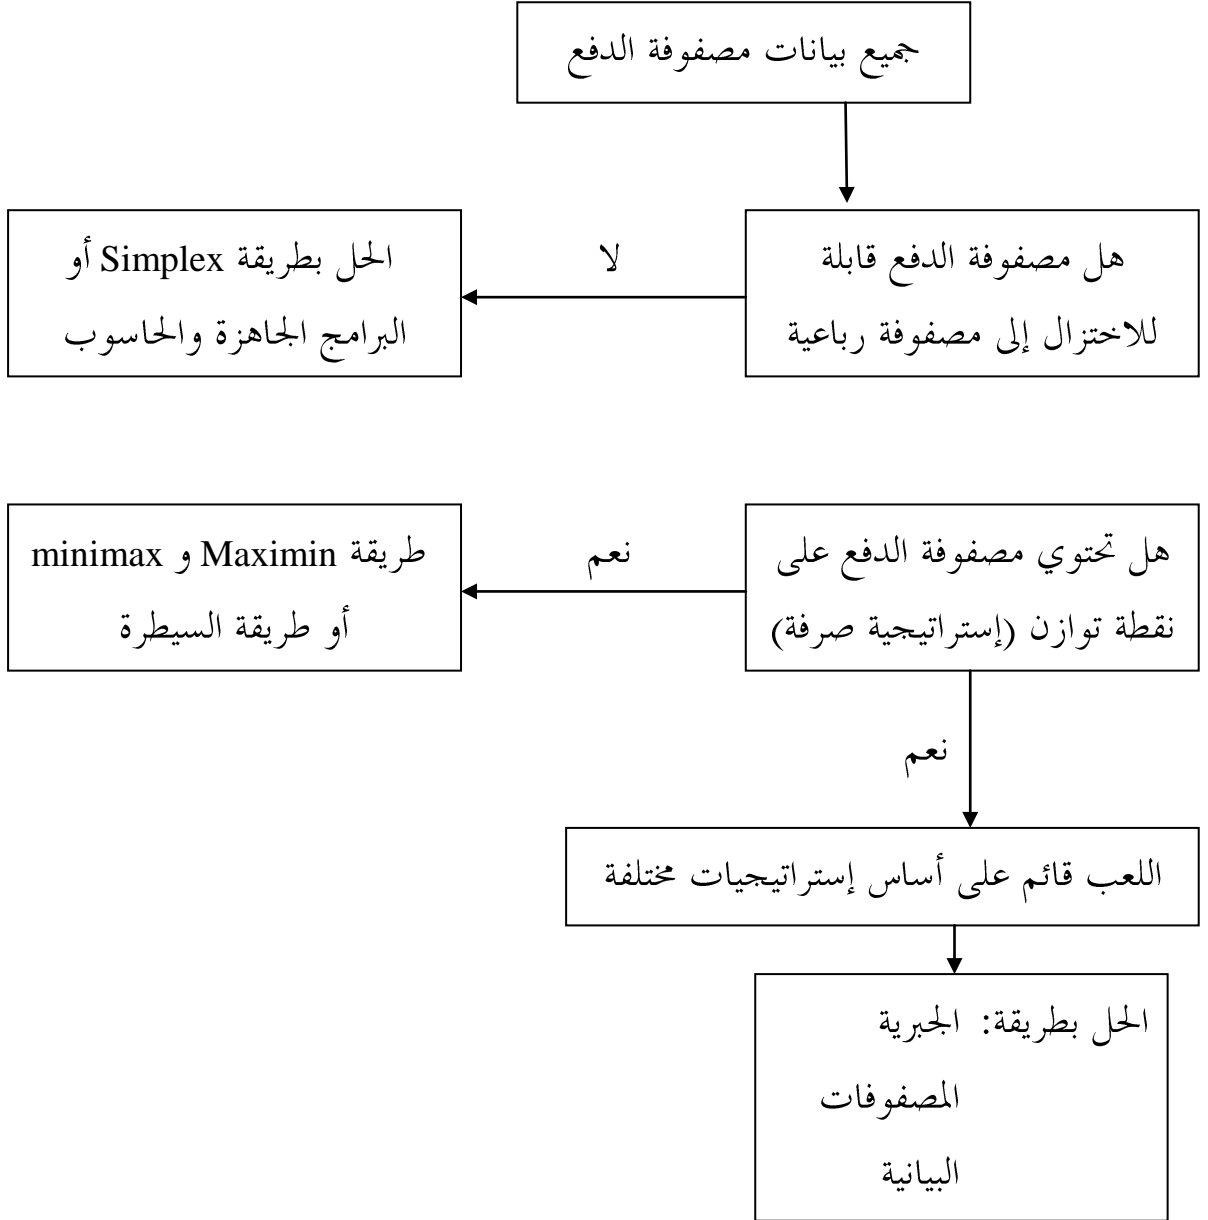 جميع بيانات مصفوفة الدفع
هل مصفوفة الدفع قابلة
للاختزال إلى مصفوفة رباعية
لا
الحل بطريقة Simplex أو
البرامج الجاهزة والحاسوب
هل تحتوي مصفوفة الدفع على
نقطة توازن (إستراتيجية صرفة)
نعم
طريقة Maximin و minimax
أو طريقة السيطرة
نعم
اللعب قائم على أساس إستراتيجيات مختلفة
الحل بطريقة: الجبرية
المصفوفات
البيانية